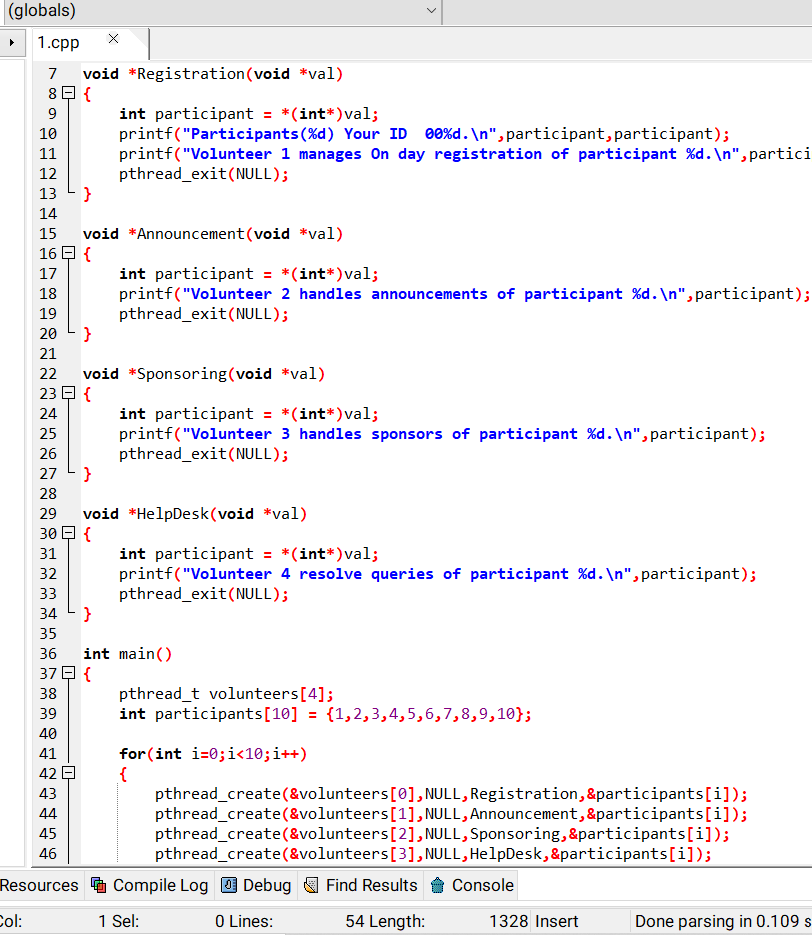 (globals)
1.cpp
7 void *Registration(void *val)
8 {
9 int participant = *(int*)val;
10 printf("Participants(%d) Your ID  00%d.\n",participant,participant);
11 printf("Volunteer 1 manages On day registration of participant %d.\n",partici
12 pthread_exit(NULL);
13 }
14
15 void *Announcement(void *val)
16 {
17 int participant = *(int*)val;
18 printf("Volunteer 2 handles announcements of participant %d.\n",participant);
19 pthread_exit(NULL);
20 }
21
22 void *Sponsoring(void *val)
23 {
24 int participant = *(int*)val;
25 printf("Volunteer 3 handles sponsors of participant %d.\n",participant);
26 pthread_exit(NULL);
27 }
28
29 void *HelpDesk(void *val)
30 {
31 int participant = *(int*)val;
32 printf("Volunteer 4 resolve queries of participant %d.\n",participant);
33 pthread_exit(NULL);
34 }
35
36 int main()
37 {
38 pthread_t volunteers[4];
39 int participants[10] = {1,2,3,4,5,6,7,8,9,10};
40
41 for(int i=0;i<10;i++)
42 {
43 pthread_create(&volunteers[0],NULL,Registration,&participants[i]);
44 pthread_create(&volunteers[1],NULL,Announcement,&participants[i]);
45 pthread_create(&volunteers[2],NULL,Sponsoring,&participants[i]);
46 pthread_create(&volunteers[3],NULL,HelpDesk,&participants[i]);
Resources Compile Log Debug Find Results Console
Col: 1 Sel: 0 Lines: 54 Length: 1328 Insert Done parsing in 0.109 s